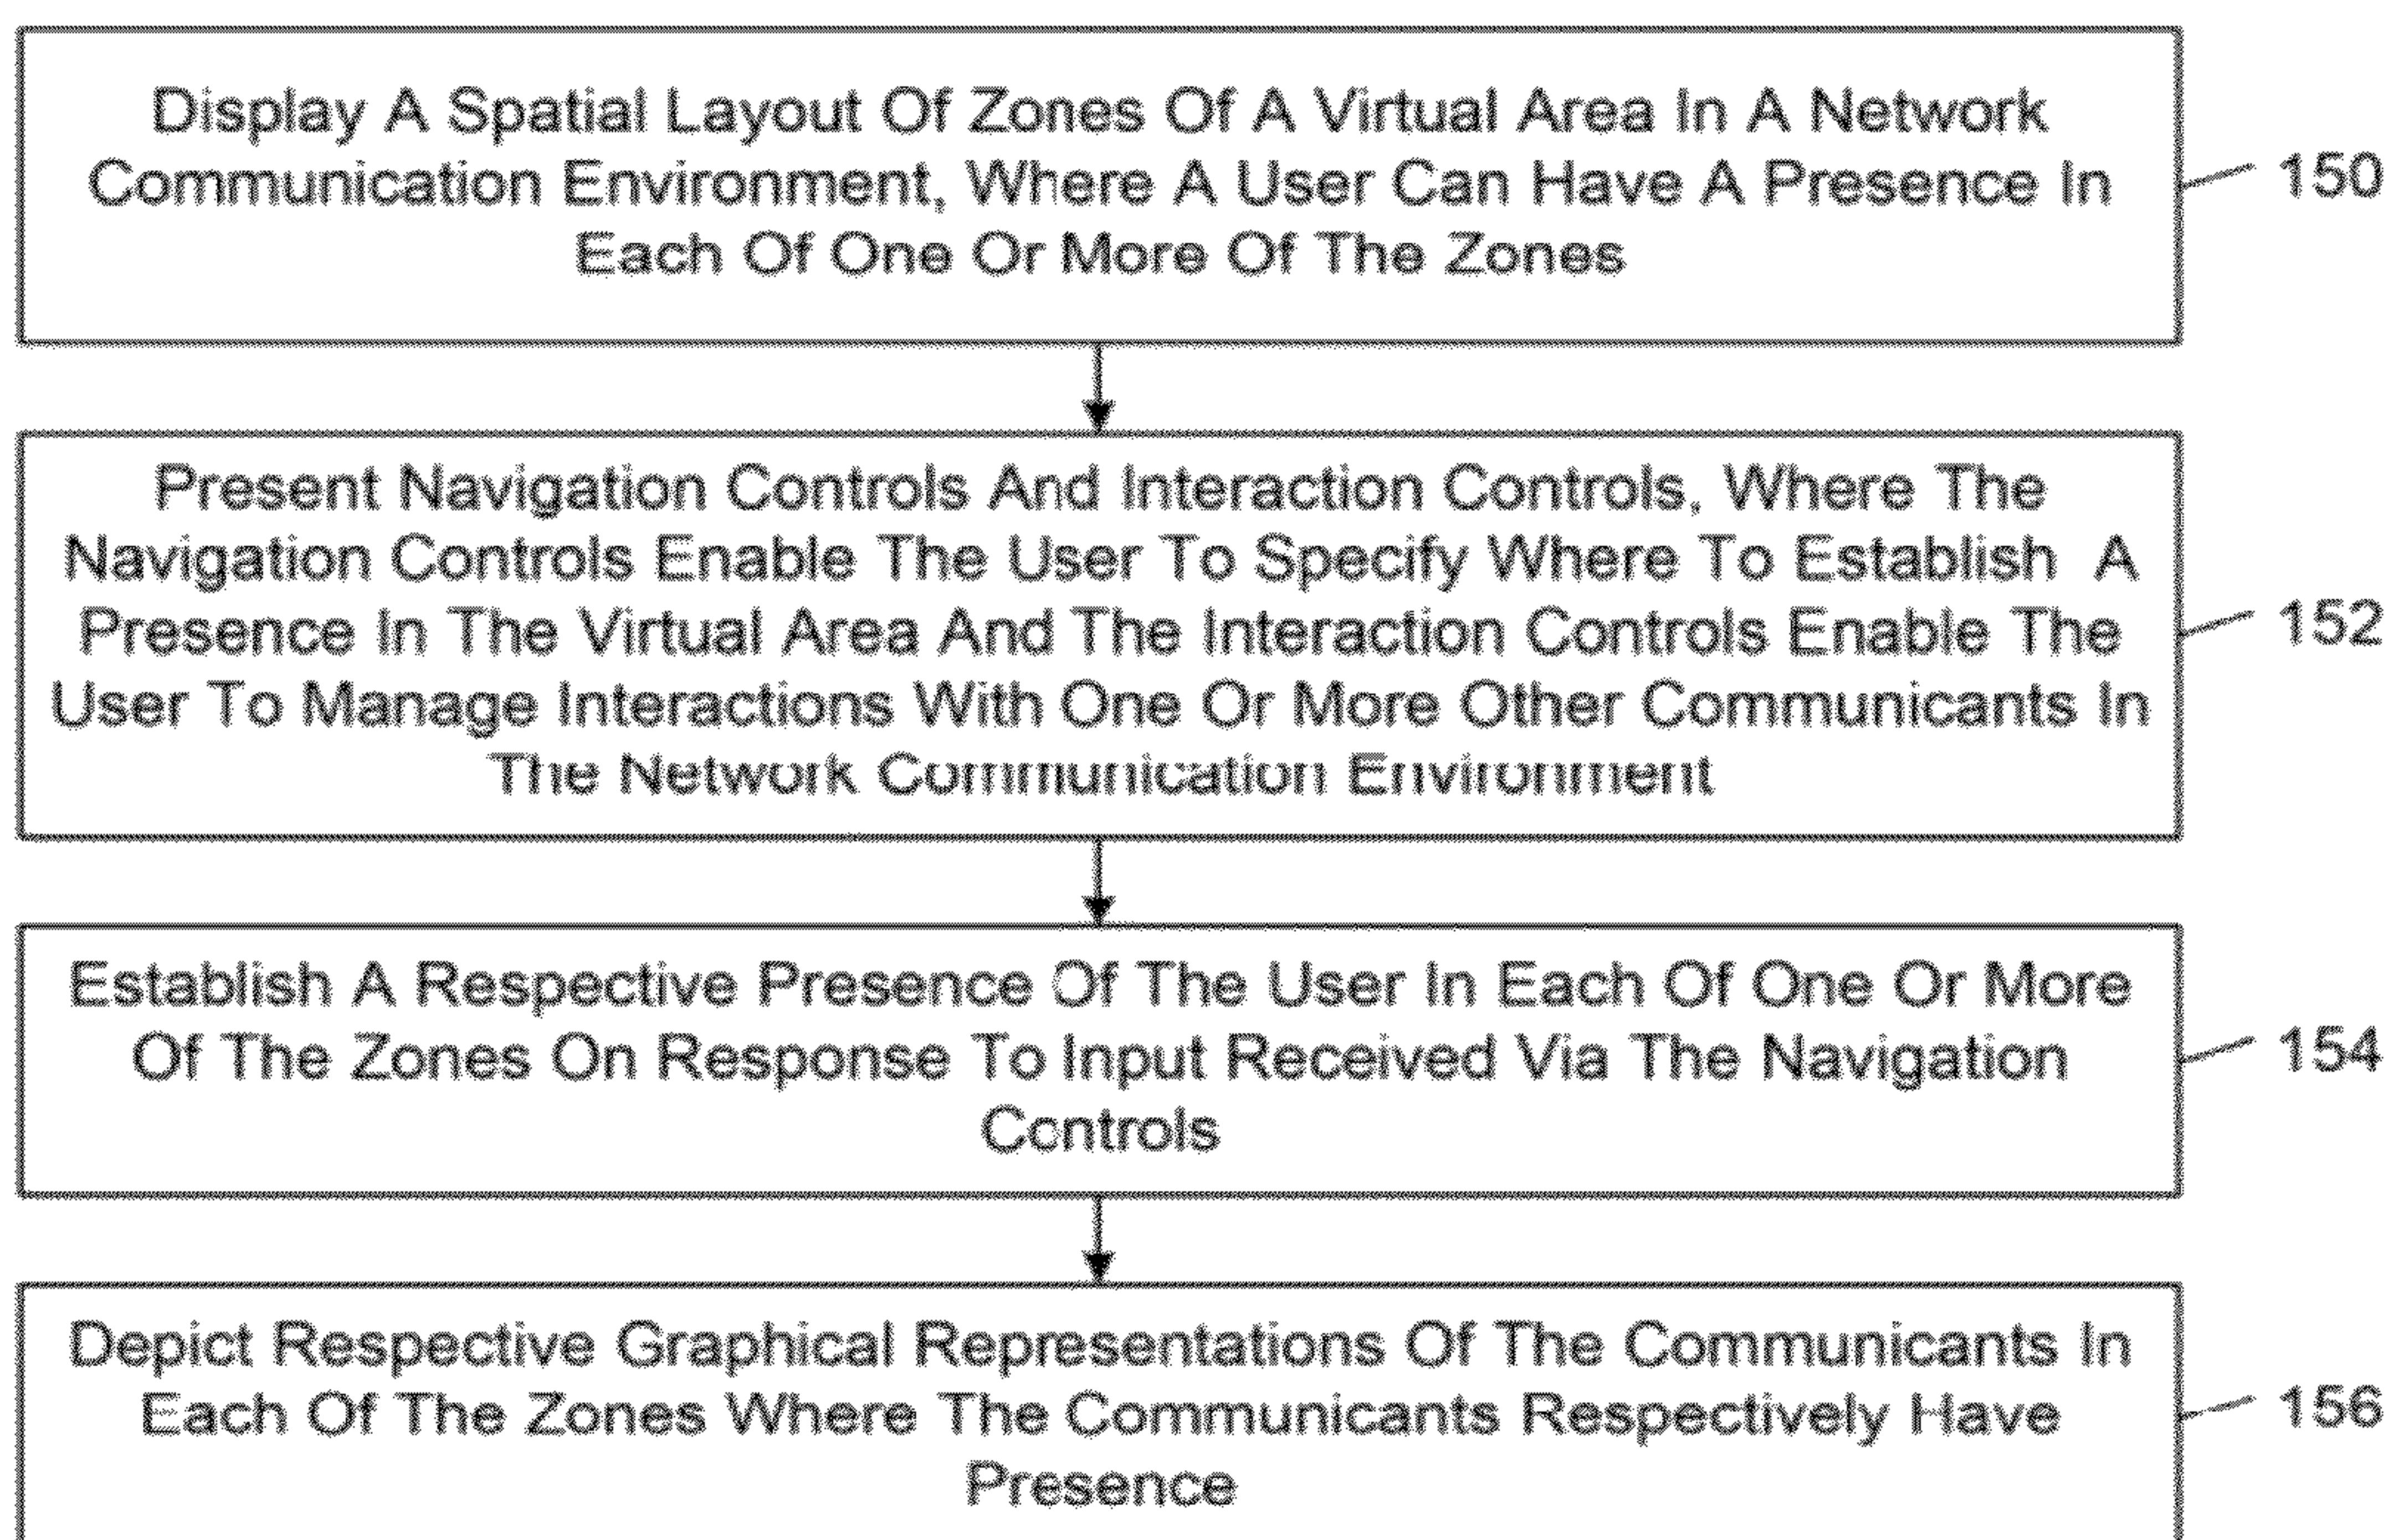 Display A Spatial Layout Of Zones Of A Virtual Area In A Network
Communication Environment, Where A User Can Have A Presence In
Each Of One Or More Of The Zones
150
Present Navigation Controls And Interaction Controls, Where The
Navigation Controls Enable The User To Specify Where To Establish A
Presence In The Virtual Area And The Interaction Controls Enable The
User To Manage Interactions With One Or More Other Communicants In
The Network Communication Environment
152
Establish A Respective Presence Of The User In Each Of One Or More
Of The Zones On Response To Input Received Via The Navigation
Controls
154
Depict Respective Graphical Representations Of The Communicants In
Each Of The Zones Where The Communicants Respectively Have
Presence
156